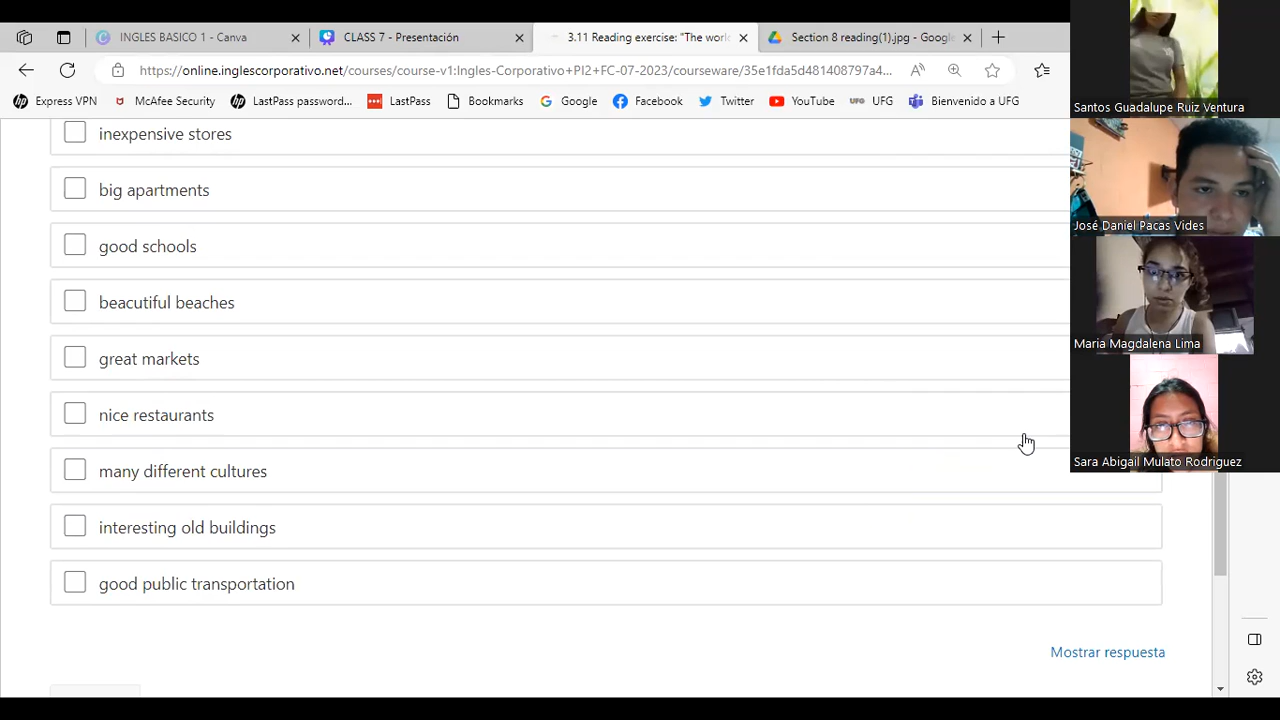 INGLES BASICO 1 - Canva
CLASS 7 - Presentación
3.11 Reading exercise: "The worl
Section 8 reading(1).jpg - Google
https://online.inglescorporativo.net/courses/course-v1:Ingles-Corporativo+PI2+FC-07-2023/courseware/35e1fda5d481408797a4...
Express VPN
McAfee Security
LastPass password...
LastPass
Bookmarks
Google
Facebook
Twitter
YouTube
UFG
UFG
Bienvenido a UFG
inexpensive stores
big apartments
good schools
beacutiful beaches
great markets
nice restaurants
many different cultures
interesting old buildings
good public transportation
Mostrar respuesta
Santos Guadalupe Ruiz Ventura
José Daniel Pacas Vides
Maria Magdalena Lima
Sara Abigail Mulato Rodriguez